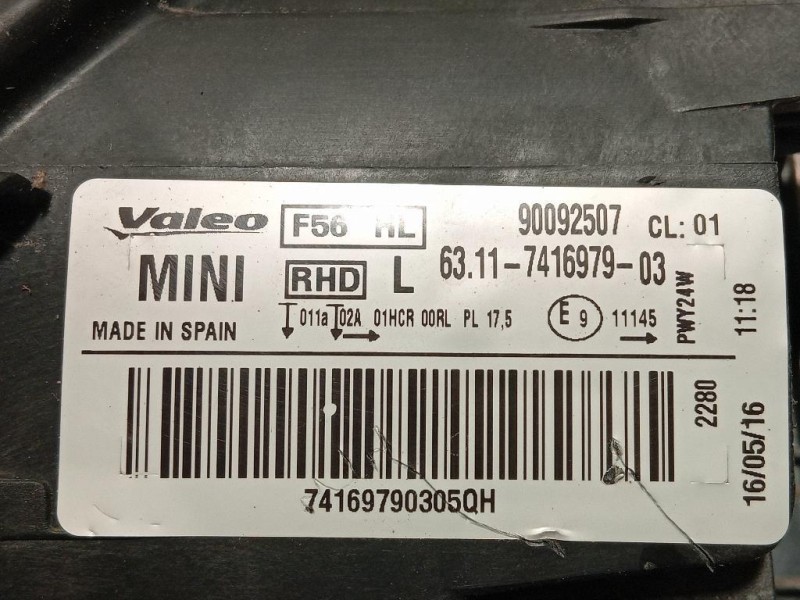 Valeo F56 HL 90092507 CL: 01
MINI RHD L 63.11-7416979-03
MADE IN SPAIN 011a 02A 01HCR 00RL PL 17,5 E 9 11145
PWY24W 11:18
2280 16/05/16
74169790305QH